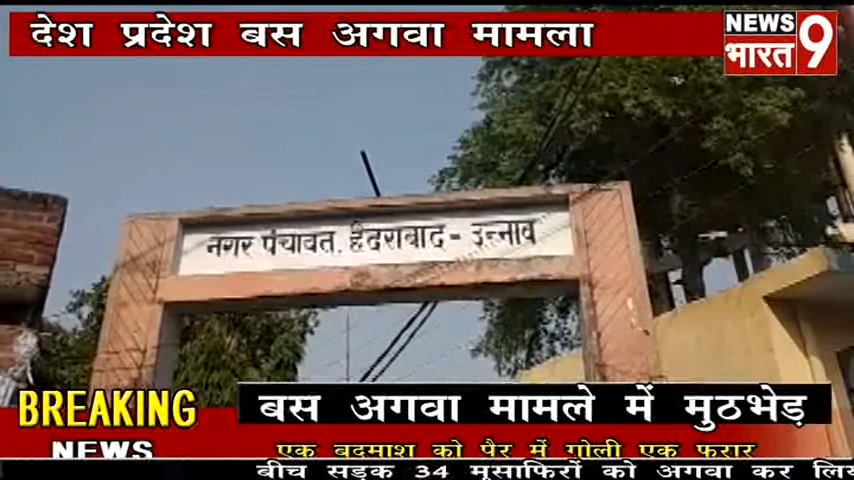 देश प्रदेश बस अगवा मामला
NEWS
भारत 9
नगर पंचायत, हैदराबाद - उन्नाव
BREAKING
NEWS
बस अगवा मामले में मुठभेड़
एक बदमाश को पैर में गोली एक फरार
बीच सड़क 34 मुसाफिरों को अगवा कर